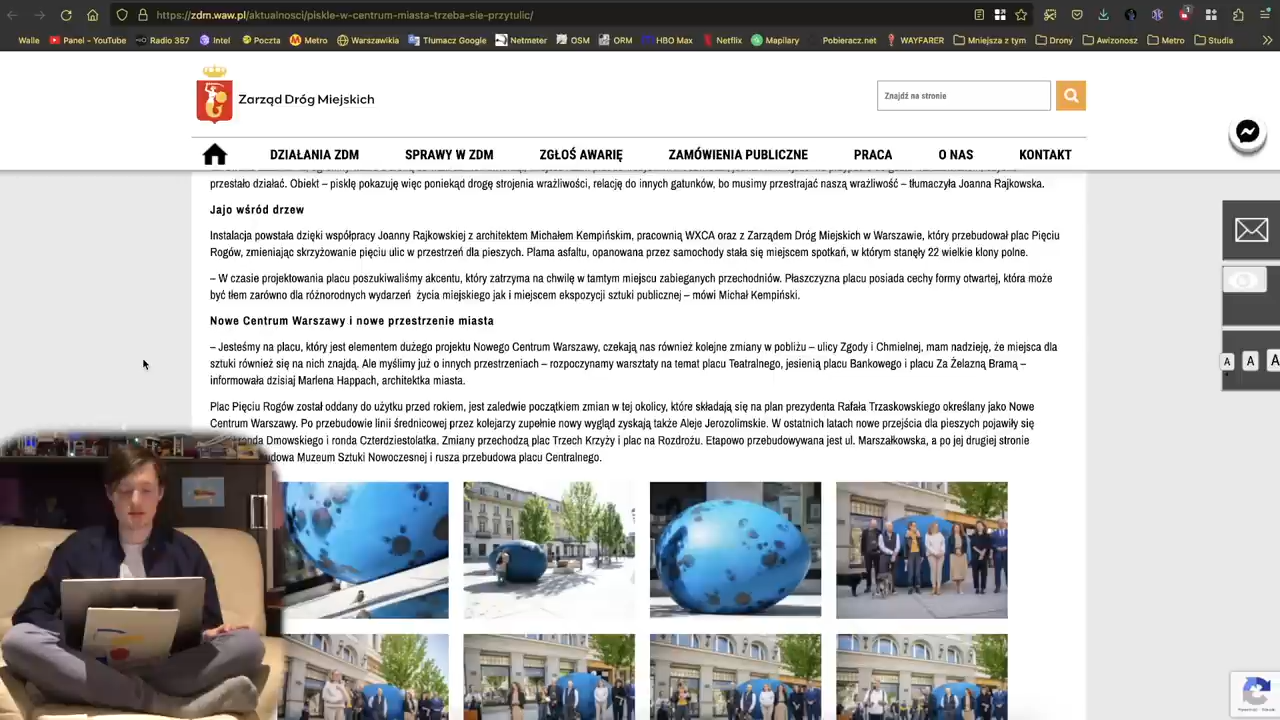 https://zdm.waw.pl/aktualnosci/piskle-w-centrum-miasta-trzeba-sie-przytulic/
Walle Panel - YouTube Radio 357 Intel Poczta Metro Warszawikia Tłumacz Google Netmeter OSM ORM HBO Max Netflix Mapilary Pobieracz.net WAYFARER Mniejsza z tym Drony Awizonosz Metro Studia
Zarząd Dróg Miejskich
Znajdź na stronie
DZIAŁANIA ZDM SPRAWY W ZDM ZGŁOŚ AWARIĘ ZAMÓWIENIA PUBLICZNE PRACA O NAS KONTAKT
przestało działać. Obiekt – pisklę pokazuję więc poniekąd drogę strojenia wrażliwości, relację do innych gatunków, bo musimy przestrajać naszą wrażliwość – tłumaczyła Joanna Rajkowska.
Jajo wśród drzew
Instalacja powstała dzięki współpracy Joanny Rajkowskiej z architektem Michałem Kempińskim, pracownią WXCA oraz z Zarządem Dróg Miejskich w Warszawie, który przebudował plac Pięciu
Rogów, zmieniając skrzyżowanie pięciu ulic w przestrzeń dla pieszych. Plama asfaltu, opanowana przez samochody stała się miejscem spotkań, w którym stanęły 22 wielkie klony polne.
– W czasie projektowania placu poszukiwaliśmy akcentu, który zatrzyma na chwilę w tamtym miejscu zabieganych przechodniów. Płaszczyzna placu posiada cechy formy otwartej, która może
być tłem zarówno dla różnorodnych wydarzeń życia miejskiego jak i miejscem ekspozycji sztuki publicznej – mówi Michał Kempiński.
Nowe Centrum Warszawy i nowe przestrzenie miasta
– Jesteśmy na placu, który jest elementem dużego projektu Nowego Centrum Warszawy, czekają nas również kolejne zmiany w pobliżu – ulicy Zgody i Chmielnej, mam nadzieję, że miejsca dla
sztuki również się na nich znajdą. Ale myślimy już o innych przestrzeniach – rozpoczynamy warsztaty na temat placu Teatralnego, jesienią placu Bankowego i placu Za Żelazną Bramą –
informowała dzisiaj Marlena Happach, architektka miasta.
Plac Pięciu Rogów został oddany do użytku przed rokiem, jest zaledwie początkiem zmian w tej okolicy, które składają się na plan prezydenta Rafała Trzaskowskiego określany jako Nowe
Centrum Warszawy. Po przebudowie linii średnicowej przez kolejarzy zupełnie nowy wygląd zyskają także Aleje Jerozolimskie. W ostatnich latach nowe przejścia dla pieszych pojawiły się
ronda Dmowskiego i ronda Czterdziestolatka. Zmiany przechodzą plac Trzech Krzyży i plac na Rozdrożu. Etapowo przebudowywana jest ul. Marszałkowska, a po jej drugiej stronie
udowa Muzeum Sztuki Nowoczesnej i rusza przebudowa placu Centralnego.
A A A